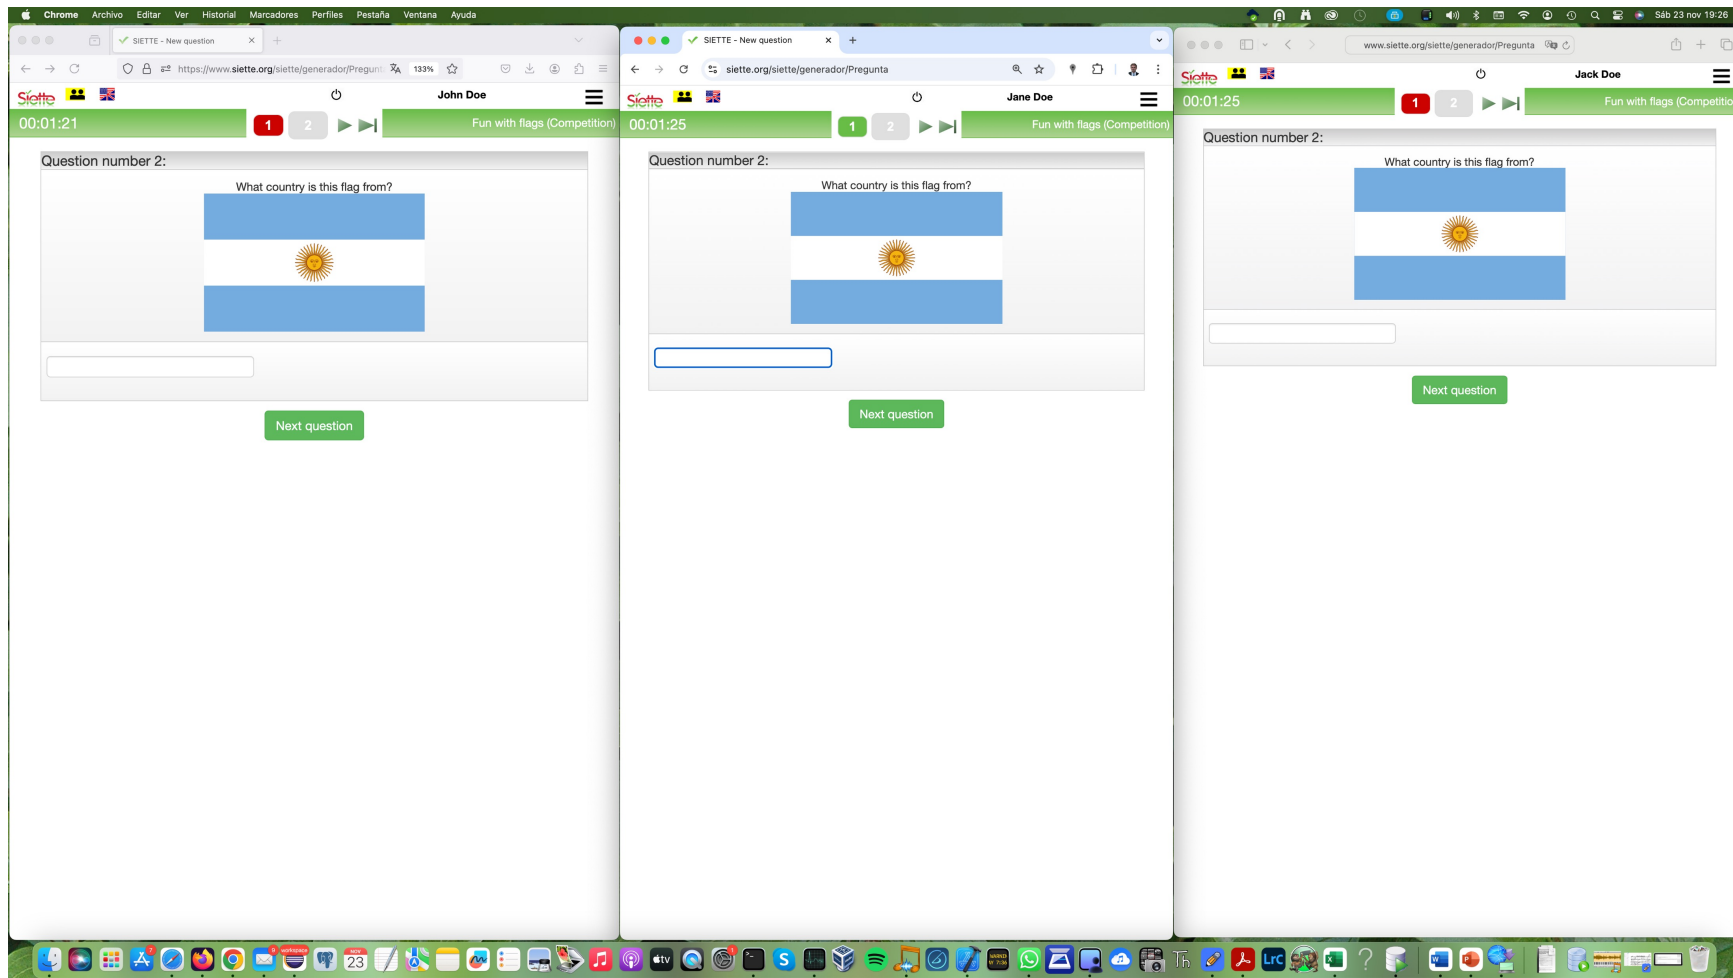 Chrome Archivo Editar Ver Historial Marcadores Perfiles Pestaña Ventana Ayuda
Sáb 23 nov 19:26
SIETTE - New question
https://www.siette.org/siette/generador/Pregunt
133%
Siette
John Doe
00:01:21
1 2
Fun with flags (Competition)
Question number 2:
What country is this flag from?
Next question
SIETTE - New question
siette.org/siette/generador/Pregunta
Siette
Jane Doe
00:01:25
1 2
Fun with flags (Competition)
Question number 2:
What country is this flag from?
Next question
www.siette.org/siette/generador/Pregunta
Siette
Jack Doe
00:01:25
1 2
Fun with flags (Competitio
Question number 2:
What country is this flag from?
Next question
workspace
NOV
23
tv
LrC